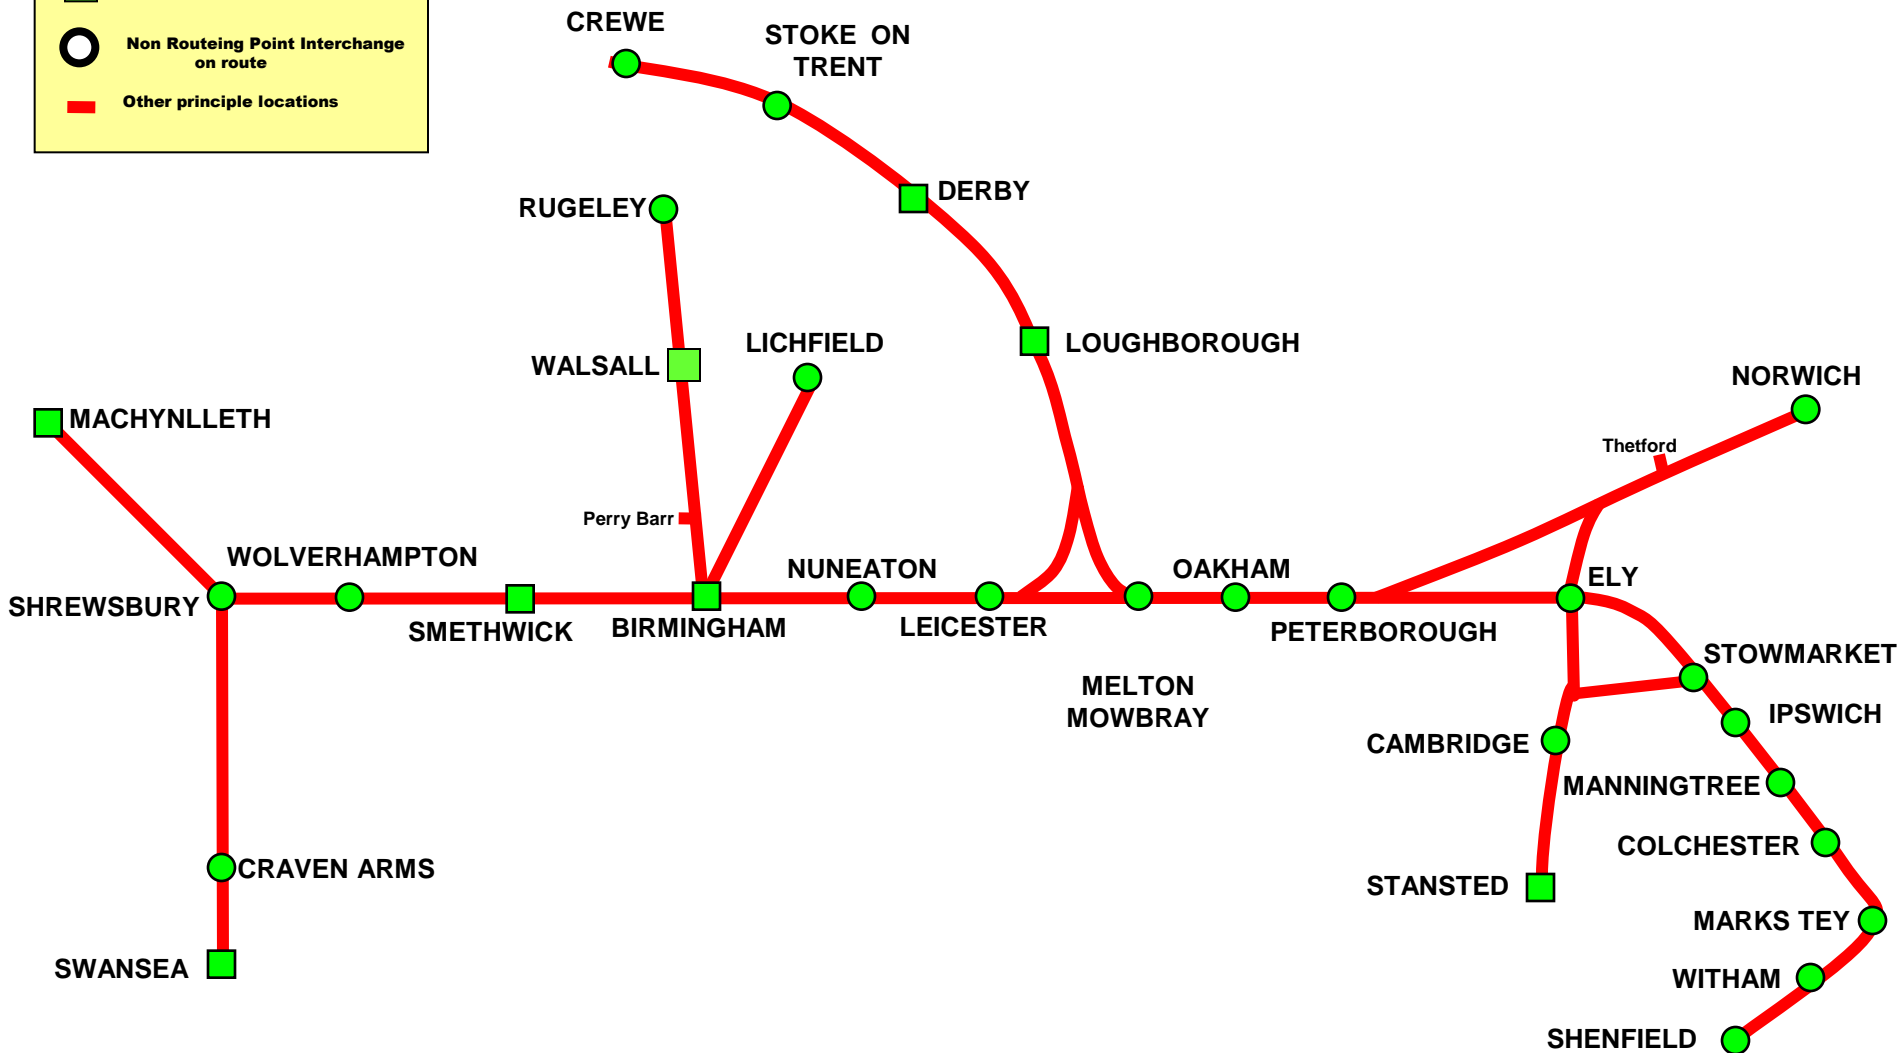 Non Routeing Point Interchange
on route
Other principle locations
CREWE
STOKE ON
TRENT
DERBY
RUGELEY
LOUGHBOROUGH
LICHFIELD
WALSALL
NORWICH
MACHYNLLETH
Thetford
Perry Barr
WOLVERHAMPTON
NUNEATON
OAKHAM
ELY
SHREWSBURY
SMETHWICK
BIRMINGHAM
LEICESTER
PETERBOROUGH
STOWMARKET
MELTON
MOWBRAY
IPSWICH
CAMBRIDGE
MANNINGTREE
COLCHESTER
CRAVEN ARMS
STANSTED
MARKS TEY
SWANSEA
WITHAM
SHENFIELD